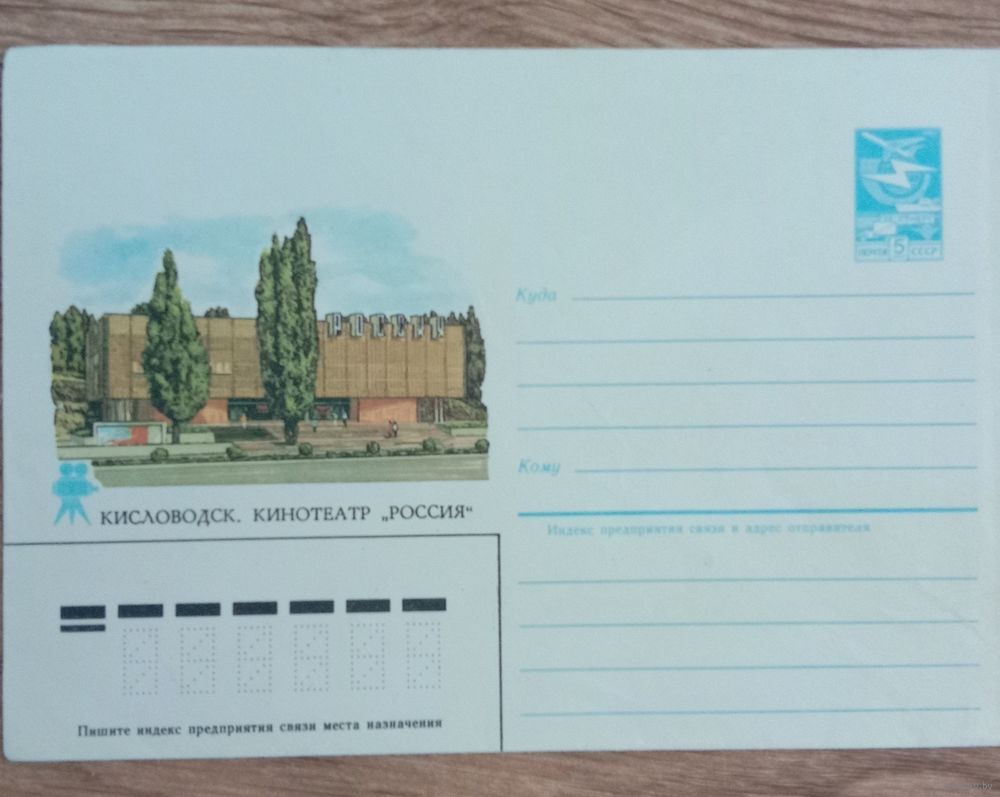 ПОЧТА 5 СССР
РОССИЯ
Куда
Кому
КИСЛОВОДСК. КИНОТЕАТР „РОССИЯ“
Индекс предприятия связи и адрес отправителя
Пишите индекс предприятия связи места назначения